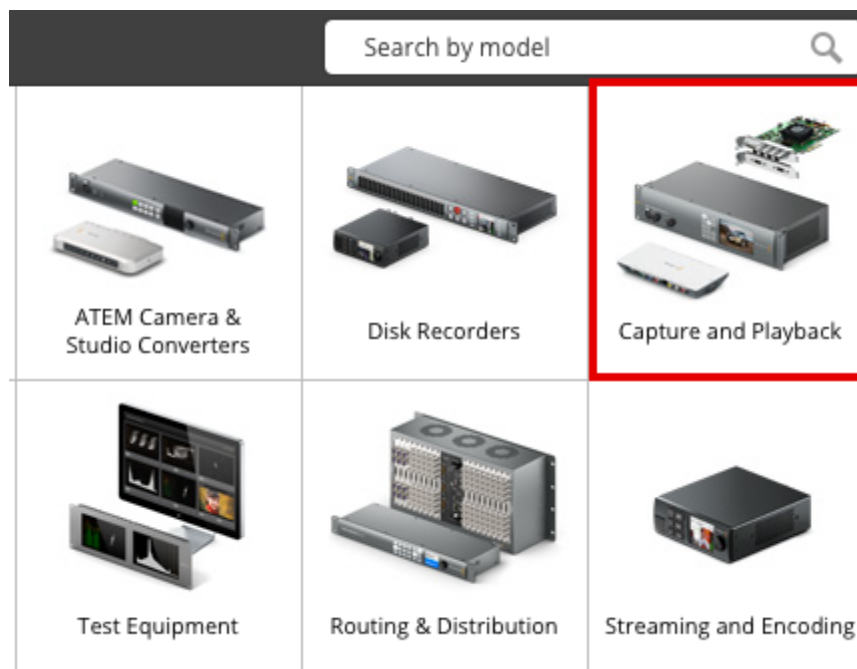 Search by model
ATEM Camera &
Studio Converters
Disk Recorders
Capture and Playback
Test Equipment
Routing & Distribution
Streaming and Encoding